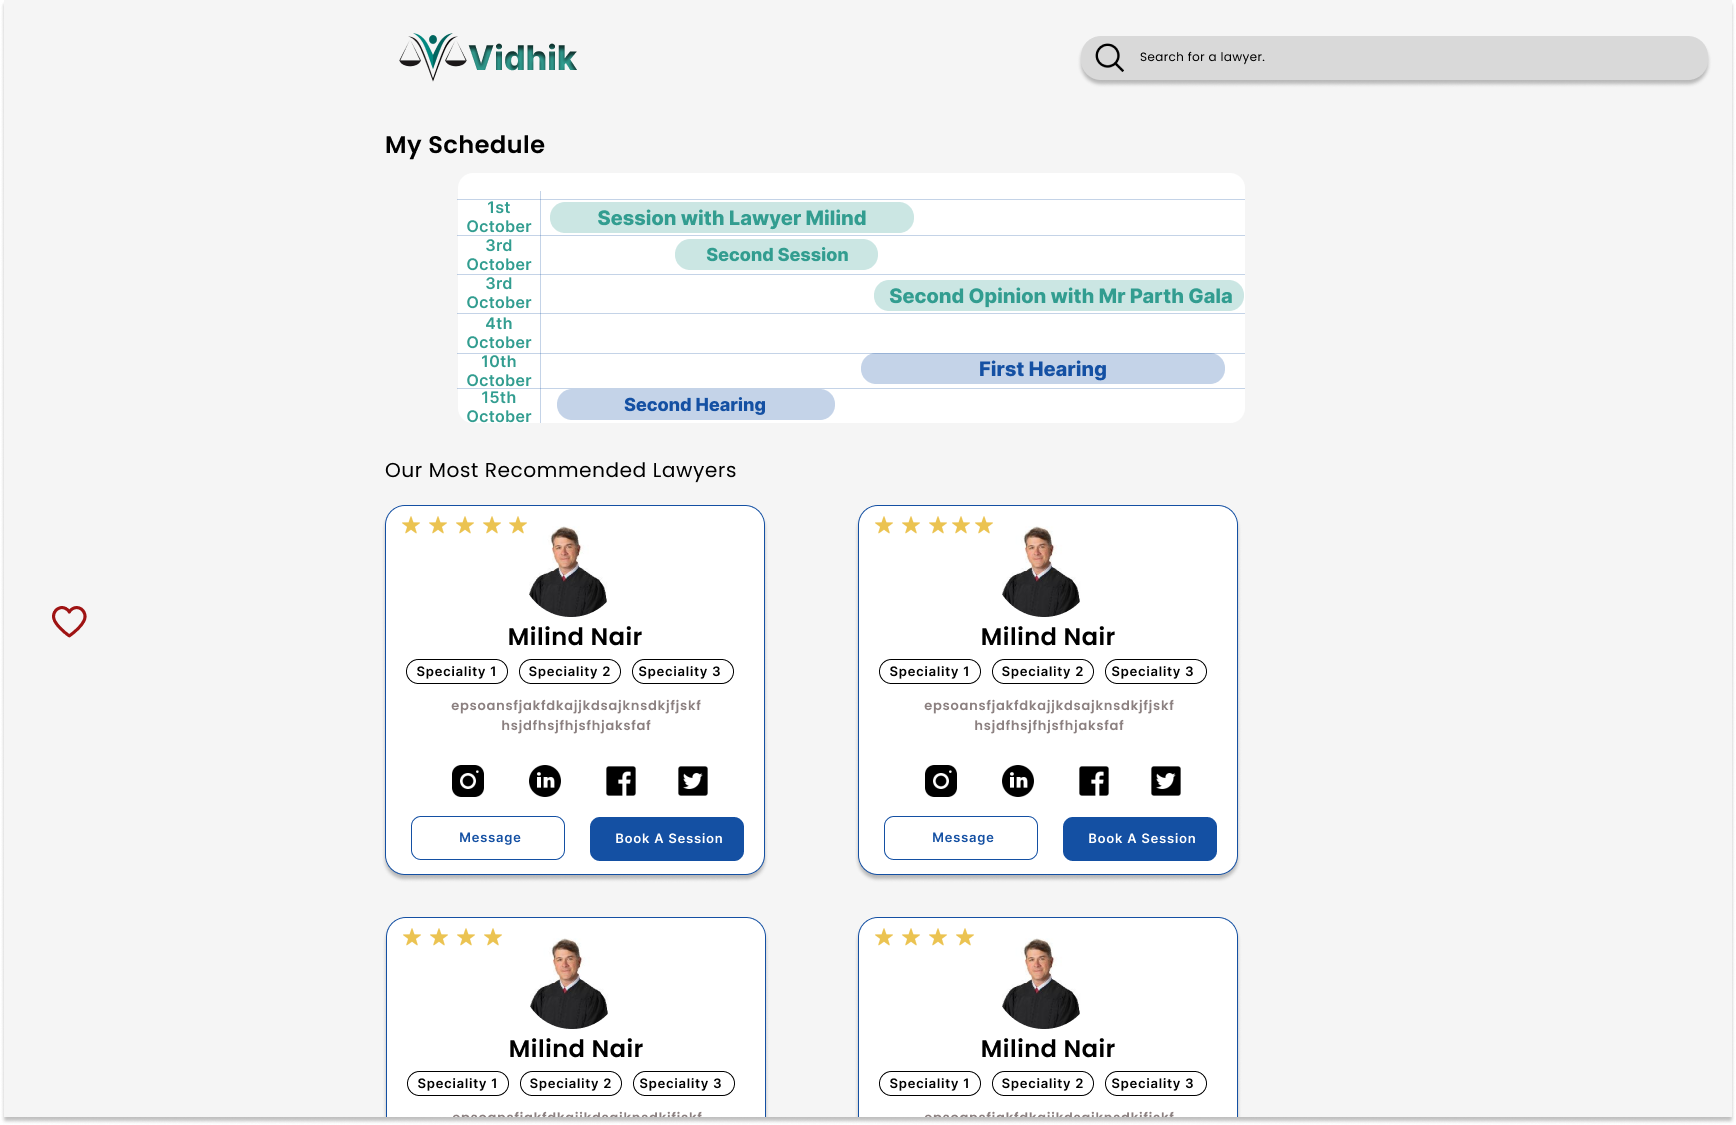 Vidhik
Search for a lawyer.
My Schedule
1st
October
Session with Lawyer Milind
3rd
October
Second Session
3rd
October
Second Opinion with Mr Parth Gala
4th
October
10th
October
First Hearing
15th
October
Second Hearing
Our Most Recommended Lawyers
Milind Nair
Speciality 1 Speciality 2 Speciality 3
epsoansfjakfdkajjkdsajknsdkjfjskf
hsjdfhsjfhjsfhjaksfaf
in
Message Book A Session
Milind Nair
Speciality 1 Speciality 2 Speciality 3
epsoansfjakfdkajjkdsajknsdkjfjskf
hsjdfhsjfhjsfhjaksfaf
in
Message Book A Session
Milind Nair
Speciality 1 Speciality 2 Speciality 3
epsoansfjakfdkajjkdsajknsdkjfjskf
Milind Nair
Speciality 1 Speciality 2 Speciality 3
epsoansfjakfdkajjkdsajknsdkjfjskf